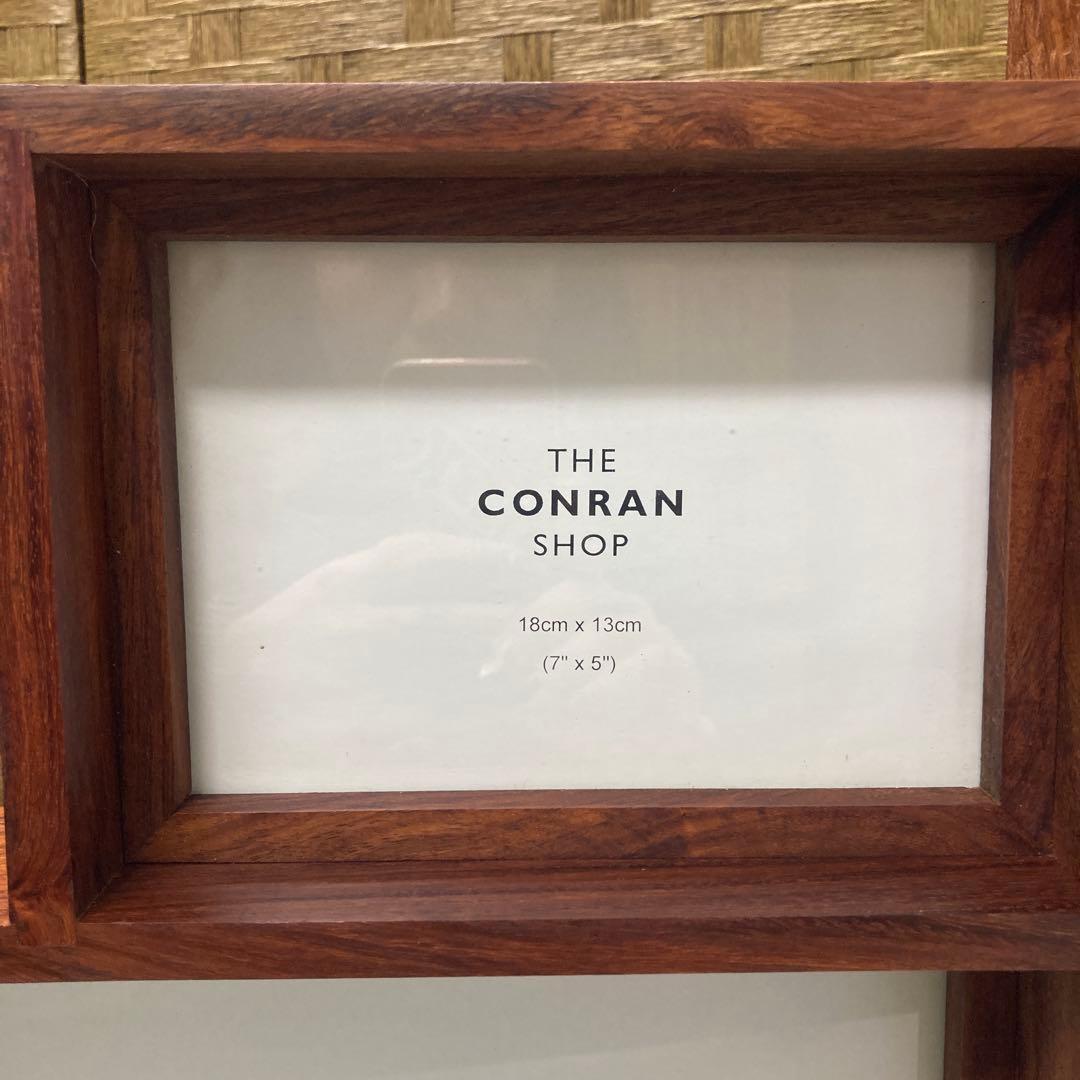 THE
CONRAN
SHOP
18cm x 13cm
(7" x 5")